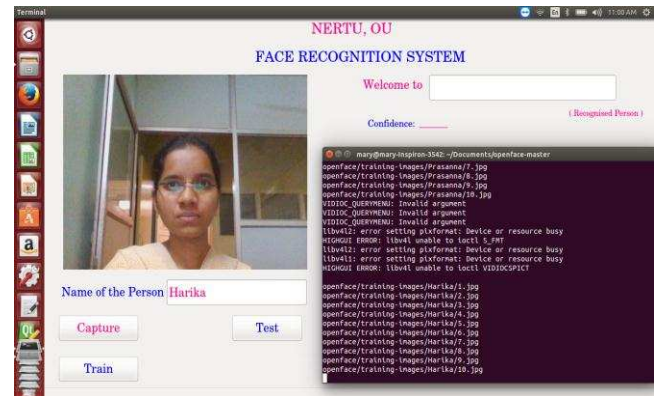 Terminal
En
11:00 AM
NERTU, OU
FACE RECOGNITION SYSTEM
Welcome to
( Recognised Person )
Confidence:
Name of the Person Harika
Capture
Test
Train
mary@mary-Inspiron-3542: ~/Documents/openface-master
openface/training-images/Prasanna/7.jpg
openface/training-images/Prasanna/8.jpg
openface/training-images/Prasanna/9.jpg
openface/training-images/Prasanna/10.jpg
VIDIOC_QUERYMENU: Invalid argument
VIDIOC_QUERYMENU: Invalid argument
VIDIOC_QUERYMENU: Invalid argument
libv4l2: error setting pixformat: Device or resource busy
HIGHGUI ERROR: libv4l unable to ioctl S_FMT
libv4l2: error setting pixformat: Device or resource busy
libv4l1: error setting pixformat: Device or resource busy
HIGHGUI ERROR: libv4l unable to ioctl VIDIOCSPICT
openface/training-images/Harika/1.jpg
openface/training-images/Harika/2.jpg
openface/training-images/Harika/3.jpg
openface/training-images/Harika/4.jpg
openface/training-images/Harika/5.jpg
openface/training-images/Harika/6.jpg
openface/training-images/Harika/7.jpg
openface/training-images/Harika/8.jpg
openface/training-images/Harika/9.jpg
openface/training-images/Harika/10.jpg